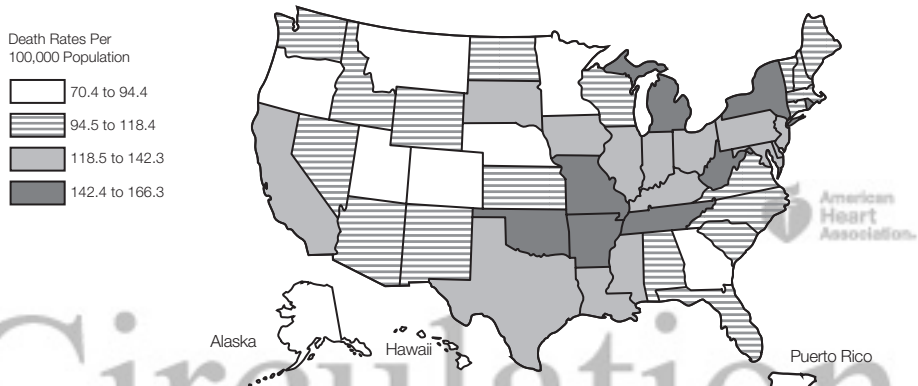 Death Rates Per
100,000 Population
70.4 to 94.4
94.5 to 118.4
118.5 to 142.3
142.4 to 166.3
American
Heart
Association®
Alaska
Hawaii
Puerto Rico
Circulation